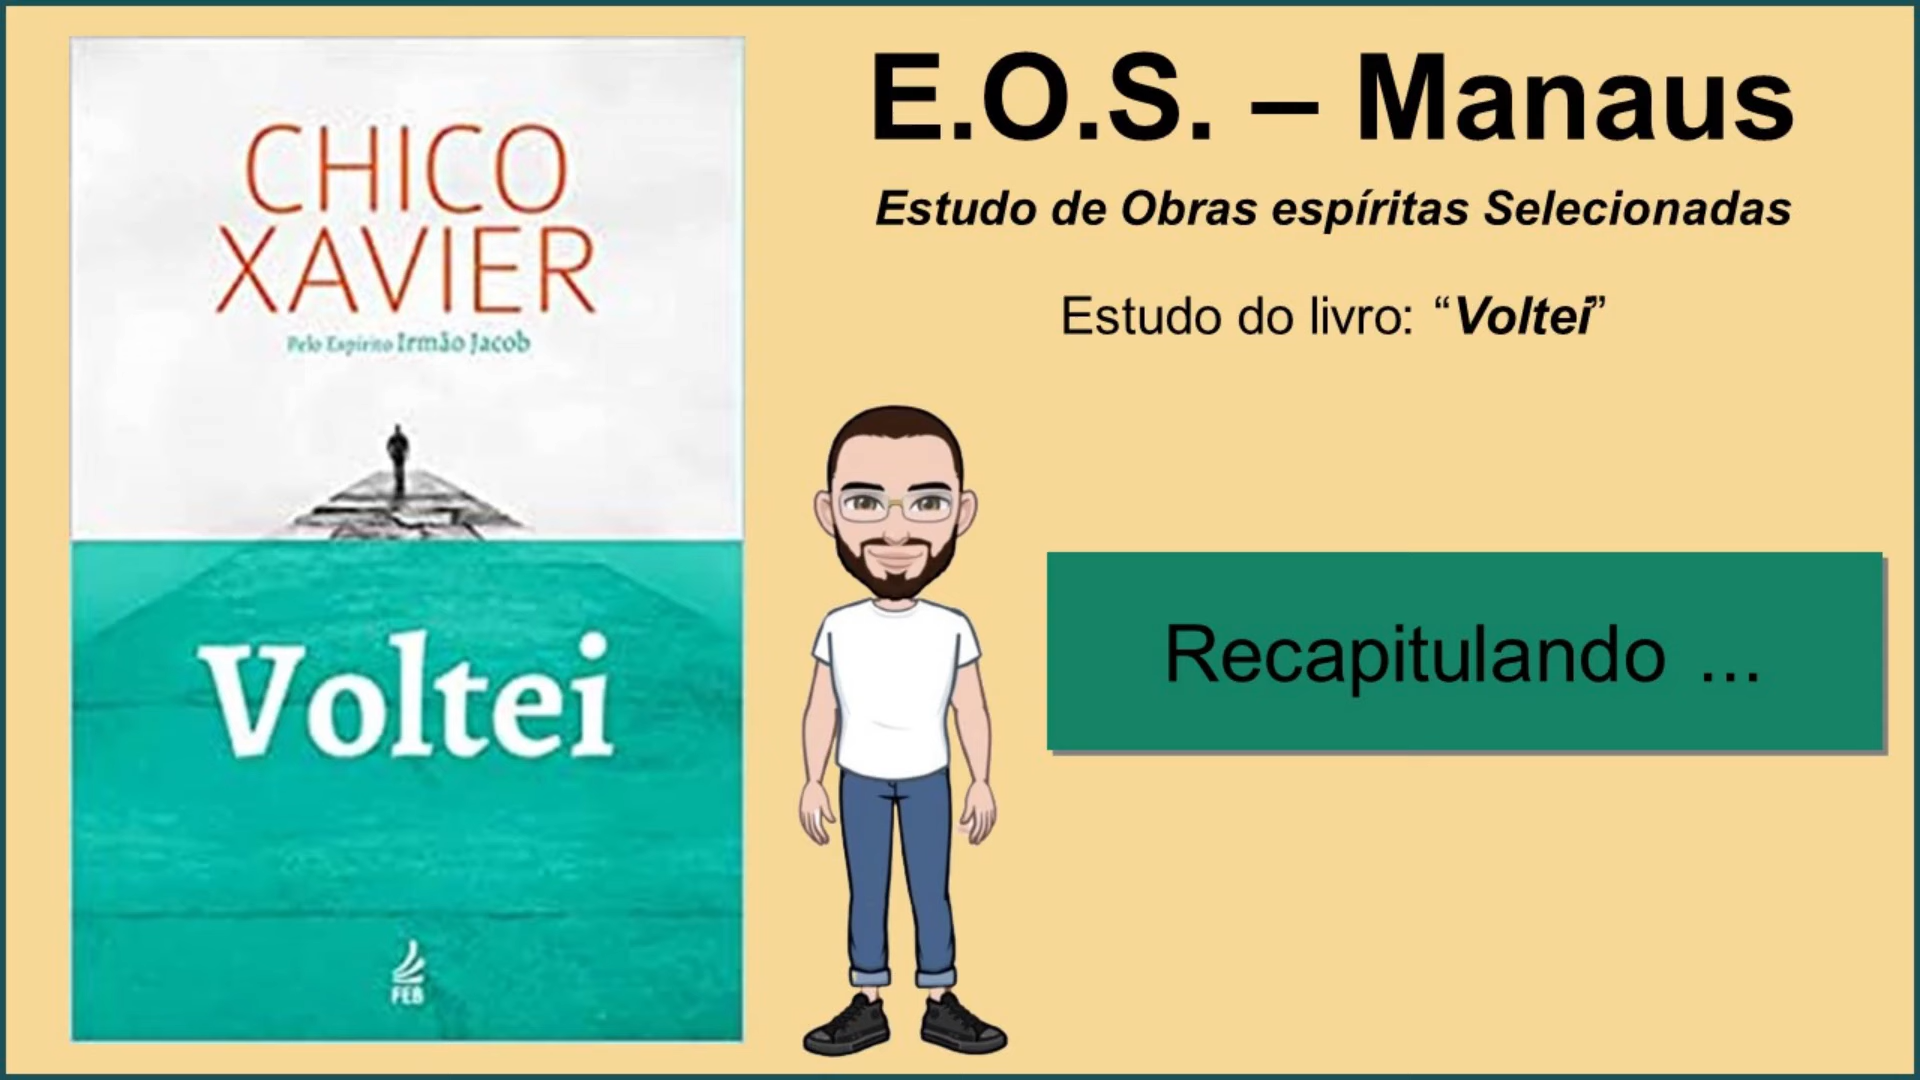 CHICO
XAVIER
Pelo Espírito Irmão Jacob
Voltei
FEB
E.O.S. – Manaus
Estudo de Obras espíritas Selecionadas
Estudo do livro: “Voltei”
Recapitulando ...